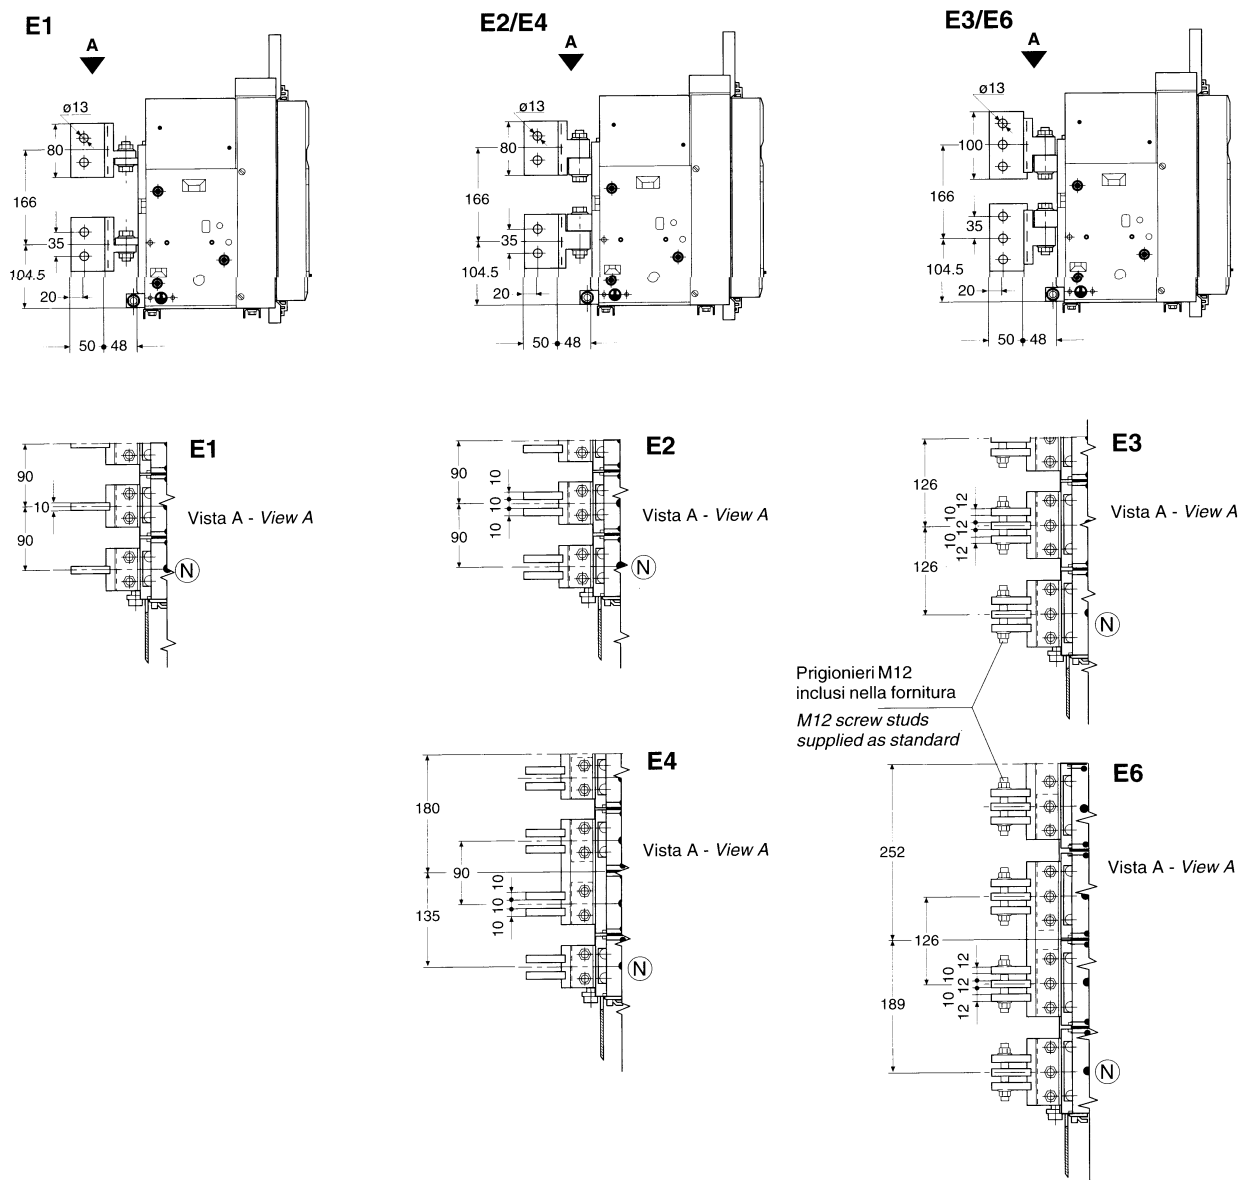 E1
A
ø13
80
166
35
104.5
20
50
48
E2/E4
A
ø13
80
166
35
104.5
20
50
48
E3/E6
A
ø13
100
166
35
104.5
20
50
48
E1
90
10
90
Vista A - View A
N
E2
90
10
10
10
90
Vista A - View A
N
E3
126
12
10
12
10
12
126
Vista A - View A
N
Prigionieri M12
inclusi nella fornitura
M12 screw studs
supplied as standard
E4
180
90
10
10
10
135
Vista A - View A
N
E6
252
126
12
10
12
10
12
189
Vista A - View A
N